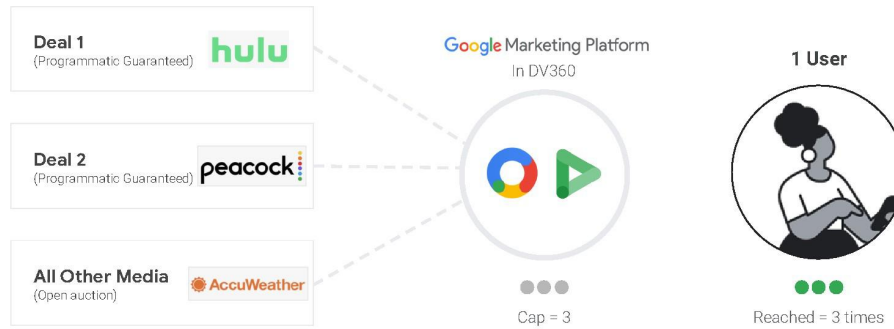 Deal 1
(Programmatic Guaranteed)
hulu
Deal 2
(Programmatic Guaranteed)
peacock
All Other Media
(Open auction)
AccuWeather
Google Marketing Platform
In DV360
Cap = 3
1 User
Reached = 3 times